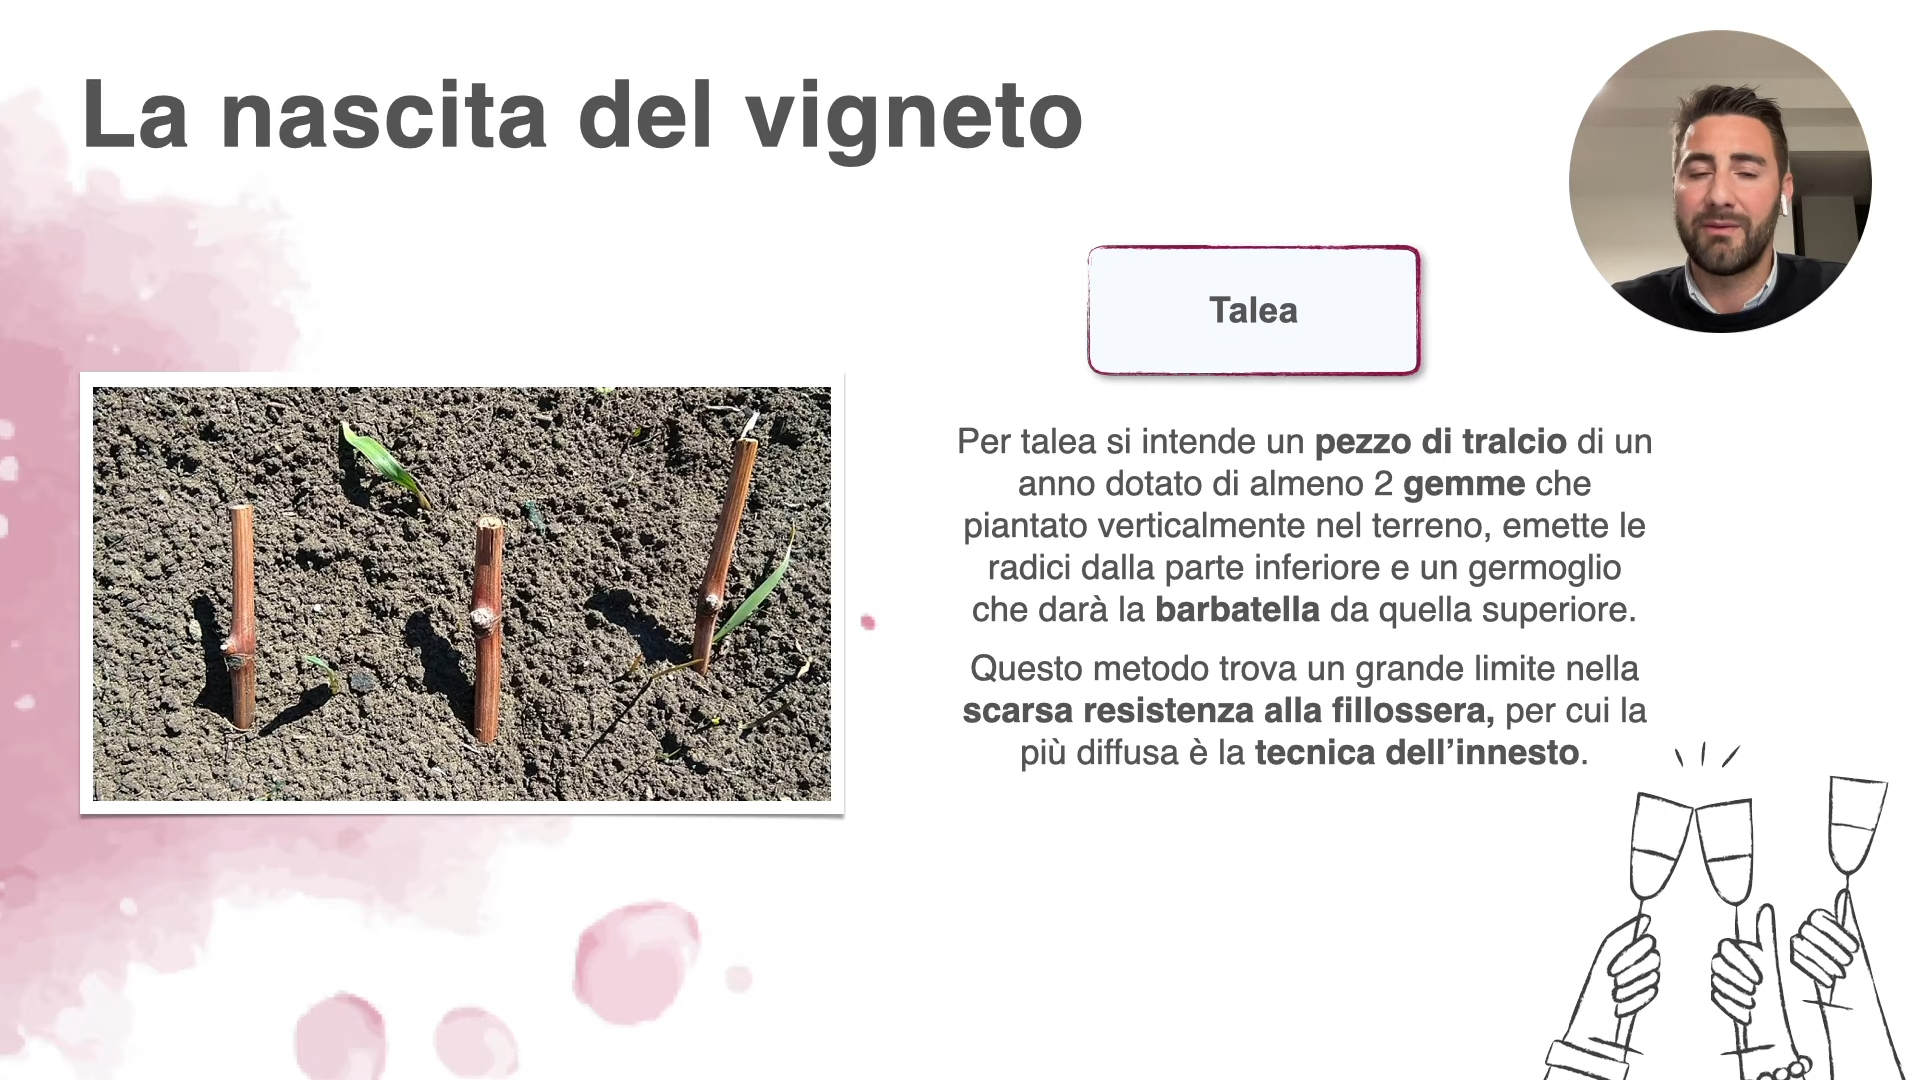 La nascita del vigneto
Talea
Per talea si intende un pezzo di tralcio di un
anno dotato di almeno 2 gemme che
piantato verticalmente nel terreno, emette le
radici dalla parte inferiore e un germoglio
che darà la barbatella da quella superiore.
Questo metodo trova un grande limite nella
scarsa resistenza alla fillossera, per cui la
più diffusa è la tecnica dell’innesto.